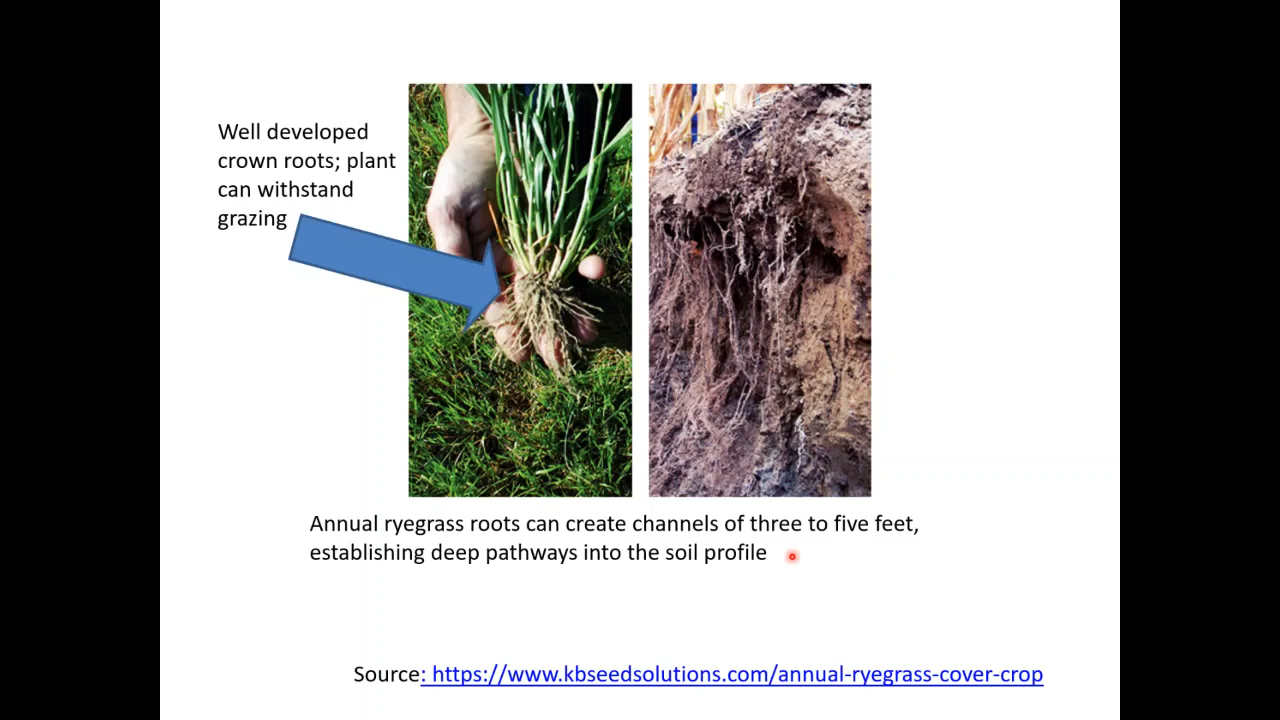 Well developed
crown roots; plant
can withstand
grazing
Annual ryegrass roots can create channels of three to five feet,
establishing deep pathways into the soil profile
Source: https://www.kbseedsolutions.com/annual-ryegrass-cover-crop